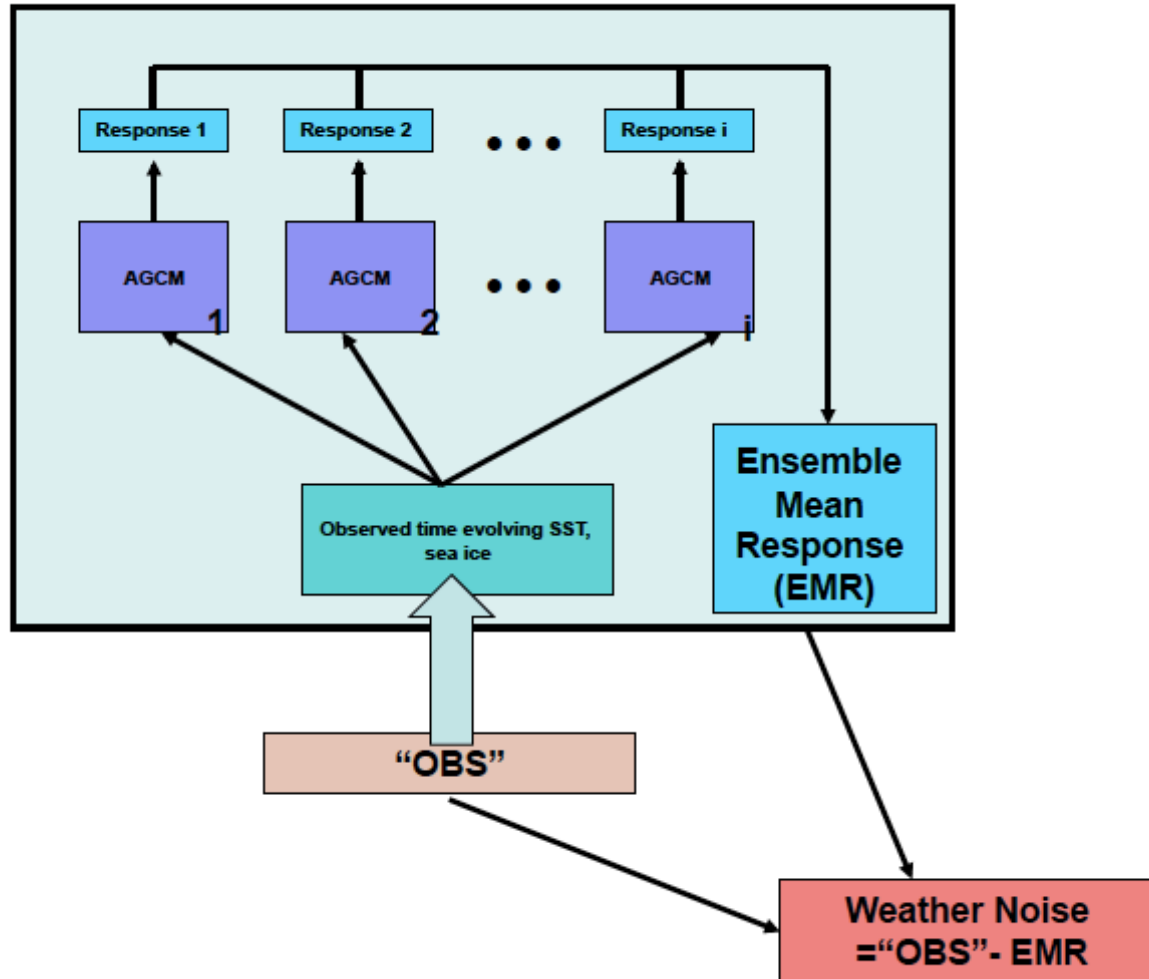 Response 1
Response 2
Response i
AGCM
1
AGCM
2
AGCM
i
Observed time evolving SST,
sea ice
Ensemble
Mean
Response
(EMR)
“OBS”
Weather Noise
=“OBS”- EMR